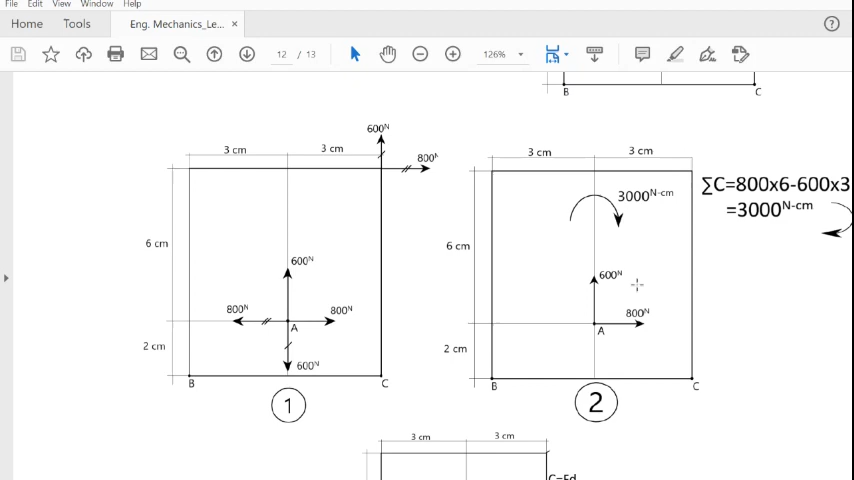 File Edit View Window Help
Home Tools Eng. Mechanics_Le... ×
12 / 13 126%
B C
600N
3 cm 3 cm
800N
6 cm
600N
800N 800N
A
2 cm
600N
B C
1
3 cm 3 cm
3000N-cm
6 cm
600N
800N
A
2 cm
B C
2
∑C=800x6-600x3
=3000N-cm
3 cm 3 cm
C=Fd